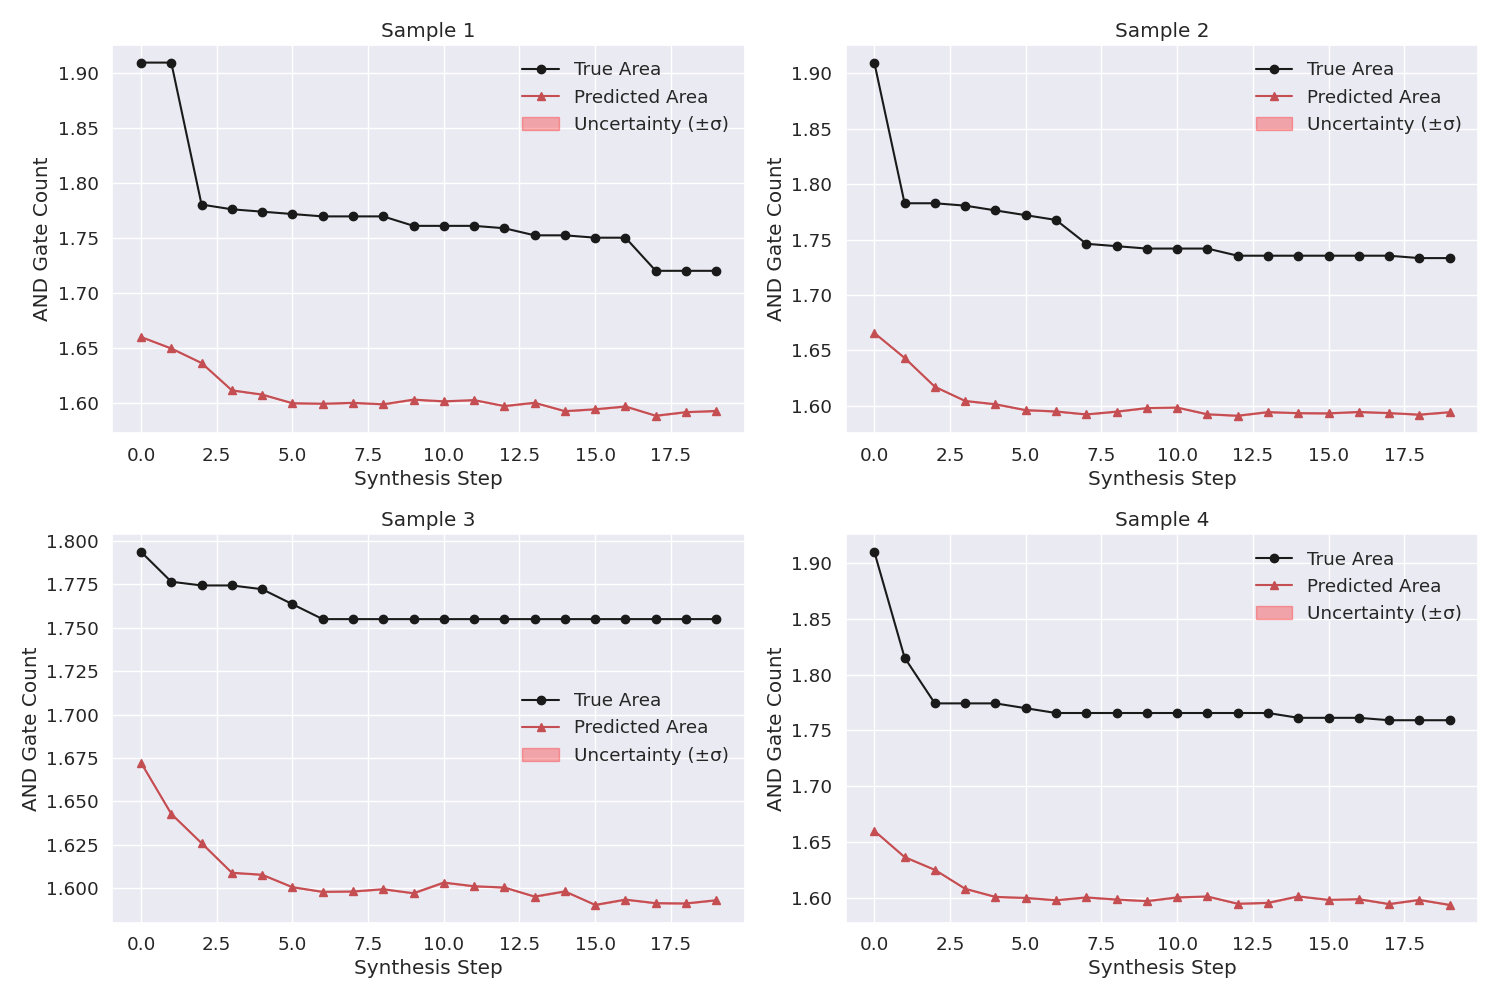 Sample 1
AND Gate Count
1.90
1.85
1.80
1.75
1.70
1.65
1.60
True Area
Predicted Area
Uncertainty (±σ)
0.0 2.5 5.0 7.5 10.0 12.5 15.0 17.5
Synthesis Step
Sample 2
AND Gate Count
1.90
1.85
1.80
1.75
1.70
1.65
1.60
True Area
Predicted Area
Uncertainty (±σ)
0.0 2.5 5.0 7.5 10.0 12.5 15.0 17.5
Synthesis Step
Sample 3
AND Gate Count
1.800
1.775
1.750
1.725
1.700
1.675
1.650
1.625
1.600
True Area
Predicted Area
Uncertainty (±σ)
0.0 2.5 5.0 7.5 10.0 12.5 15.0 17.5
Synthesis Step
Sample 4
AND Gate Count
1.90
1.85
1.80
1.75
1.70
1.65
1.60
True Area
Predicted Area
Uncertainty (±σ)
0.0 2.5 5.0 7.5 10.0 12.5 15.0 17.5
Synthesis Step